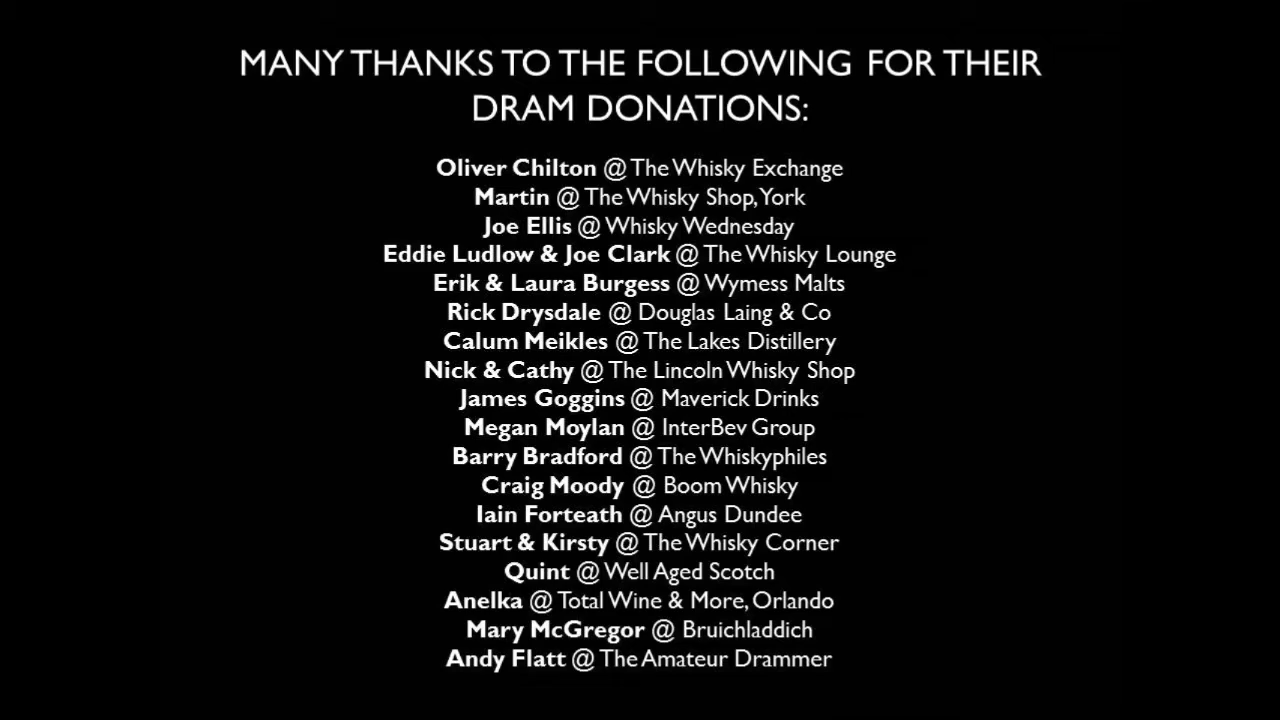 MANY THANKS TO THE FOLLOWING FOR THEIR
DRAM DONATIONS:
Oliver Chilton @ The Whisky Exchange
Martin @ The Whisky Shop, York
Joe Ellis @ Whisky Wednesday
Eddie Ludlow & Joe Clark @ The Whisky Lounge
Erik & Laura Burgess @ Wymess Malts
Rick Drysdale @ Douglas Laing & Co
Calum Meikles @ The Lakes Distillery
Nick & Cathy @ The Lincoln Whisky Shop
James Goggins @ Maverick Drinks
Megan Moylan @ InterBev Group
Barry Bradford @ The Whiskyphiles
Craig Moody @ Boom Whisky
Iain Forteath @ Angus Dundee
Stuart & Kirsty @ The Whisky Corner
Quint @ Well Aged Scotch
Anelka @ Total Wine & More, Orlando
Mary McGregor @ Bruichladdich
Andy Flatt @ The Amateur Drammer